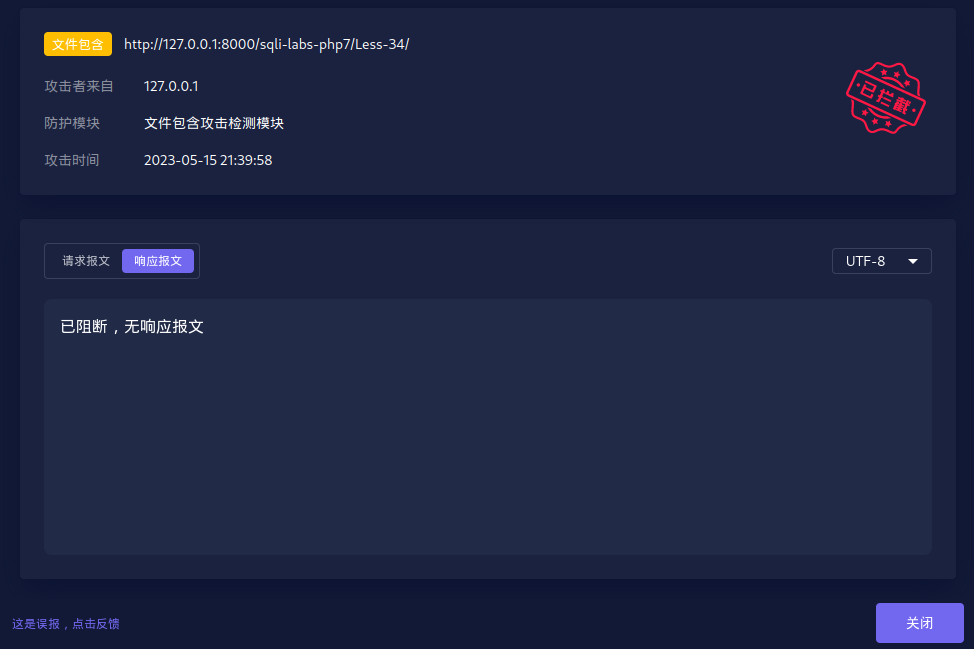 文件包含 http://127.0.0.1:8000/sqli-labs-php7/Less-34/
攻击者来自 127.0.0.1
防护模块 文件包含攻击检测模块
攻击时间 2023-05-15 21:39:58
已拦截
请求报文 响应报文 UTF-8
已阻断，无响应报文
这是误报，点击反馈 关闭